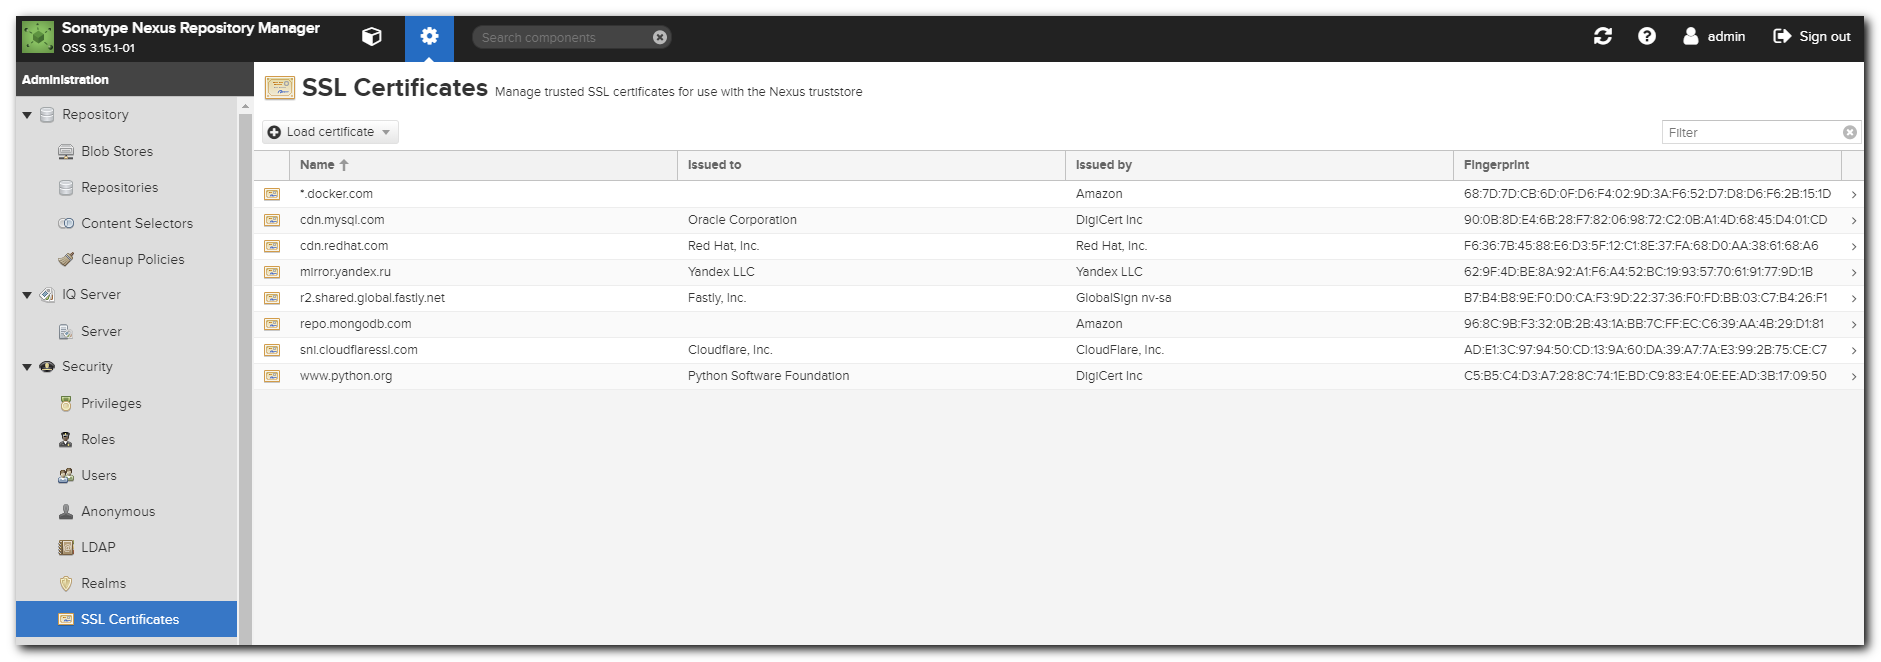 Sonatype Nexus Repository Manager
OSS 3.15.1-01
Search components
admin
Sign out
Administration
Repository
Blob Stores
Repositories
Content Selectors
Cleanup Policies
IQ Server
Server
Security
Privileges
Roles
Users
Anonymous
LDAP
Realms
SSL Certificates
SSL Certificates Manage trusted SSL certificates for use with the Nexus truststore
Load certificate
Filter
Name Issued to Issued by Fingerprint
*.docker.com Amazon 68:7D:7D:CB:6D:0F:D6:F4:02:9D:3A:F6:52:D7:D8:D6:F6:2B:15:1D
cdn.mysql.com Oracle Corporation DigiCert Inc 90:0B:8D:E4:6B:28:F7:82:06:98:72:C2:0B:A1:4D:68:45:D4:01:CD
cdn.redhat.com Red Hat, Inc. Red Hat, Inc. F6:36:7B:45:88:E6:D3:5F:12:C1:8E:37:FA:68:D0:AA:38:61:68:A6
mirror.yandex.ru Yandex LLC Yandex LLC 62:9F:4D:BE:8A:92:A1:F6:A4:52:BC:19:93:57:70:61:91:77:9D:1B
r2.shared.global.fastly.net Fastly, Inc. GlobalSign nv-sa B7:B4:B8:9E:F0:D0:CA:F3:9D:22:37:36:F0:FD:BB:03:C7:B4:26:F1
repo.mongodb.com Amazon 96:8C:9B:F3:32:0B:2B:43:1A:BB:7C:FF:EC:C6:39:AA:4B:29:D1:81
sni.cloudflaressl.com Cloudflare, Inc. CloudFlare, Inc. AD:E1:3C:97:94:50:CD:13:9A:60:DA:39:A7:7A:E3:99:2B:75:CE:C7
www.python.org Python Software Foundation DigiCert Inc C5:B5:C4:D3:A7:28:8C:74:1E:BD:C9:83:E4:0E:EE:AD:3B:17:09:50